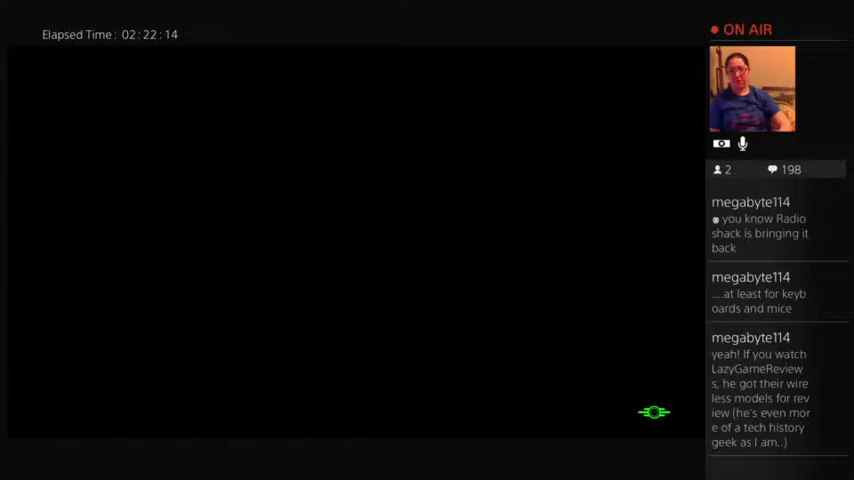 Elapsed Time: 02:22:14
ON AIR
2 198
megabyte114
you know Radio
shack is bringing it
back
megabyte114
....at least for keyb
oards and mice
megabyte114
yeah! If you watch
LazyGameReview
s, he got their wire
less models for rev
iew (he's even mor
e of a tech history
geek as I am..)